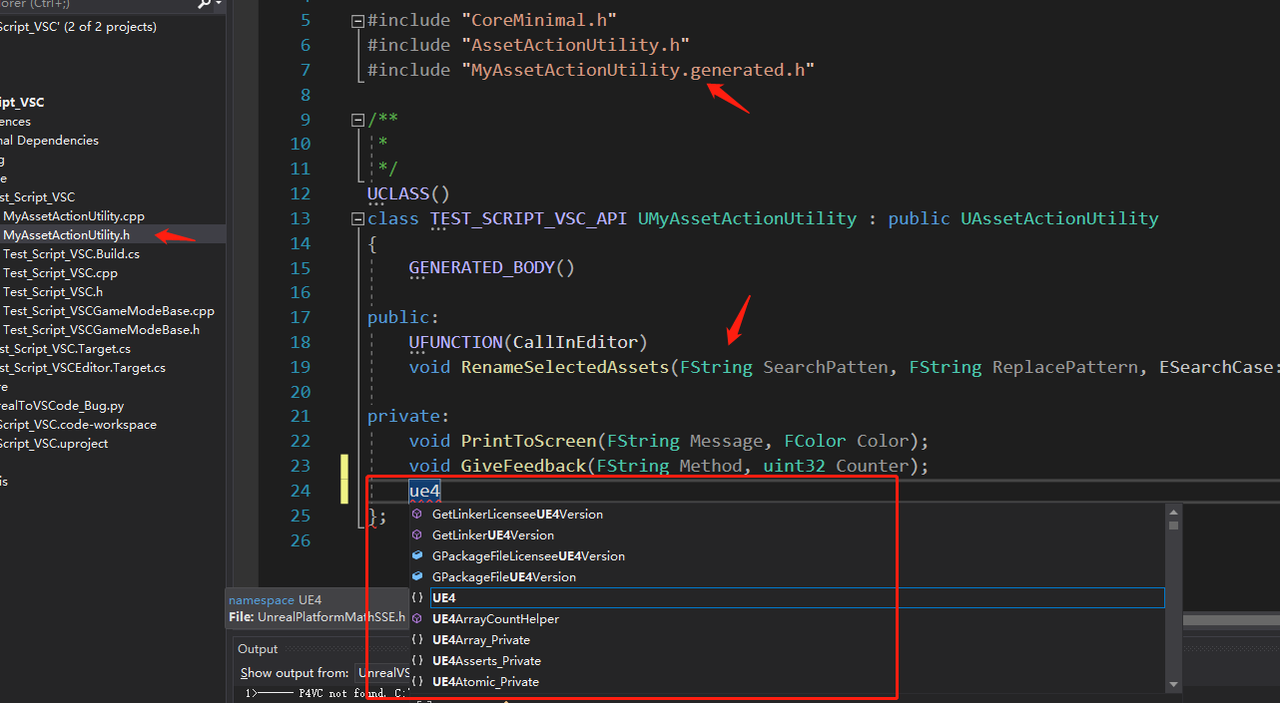 orer (Ctrl+;)
Script_VSC' (2 of 2 projects)
ipt_VSC
ences
nal Dependencies
g
e
st_Script_VSC
MyAssetActionUtility.cpp
MyAssetActionUtility.h
Test_Script_VSC.Build.cs
Test_Script_VSC.cpp
Test_Script_VSC.h
Test_Script_VSCGameModeBase.cpp
Test_Script_VSCGameModeBase.h
st_Script_VSC.Target.cs
st_Script_VSCEditor.Target.cs
re
realToVSCode_Bug.py
Script_VSC.code-workspace
Script_VSC.uproject
is
5 #include "CoreMinimal.h"
6 #include "AssetActionUtility.h"
7 #include "MyAssetActionUtility.generated.h"
8
9 /**
10 *
11 */
12 UCLASS()
13 class TEST_SCRIPT_VSC_API UMyAssetActionUtility : public UAssetActionUtility
14 {
15 GENERATED_BODY()
16
17 public:
18 UFUNCTION(CallInEditor)
19 void RenameSelectedAssets(FString SearchPatten, FString ReplacePattern, ESearchCase:
20
21 private:
22 void PrintToScreen(FString Message, FColor Color);
23 void GiveFeedback(FString Method, uint32 Counter);
24 ue4
25 };
26
GetLinkerLicenseeUE4Version
GetLinkerUE4Version
GPackageFileLicenseeUE4Version
GPackageFileUE4Version
{} UE4
UE4ArrayCountHelper
{} UE4Array_Private
{} UE4Asserts_Private
{} UE4Atomic_Private
namespace UE4
File: UnrealPlatformMathSSE.h
Output
Show output from: UnrealVS
1>------ P4VC not found. C: